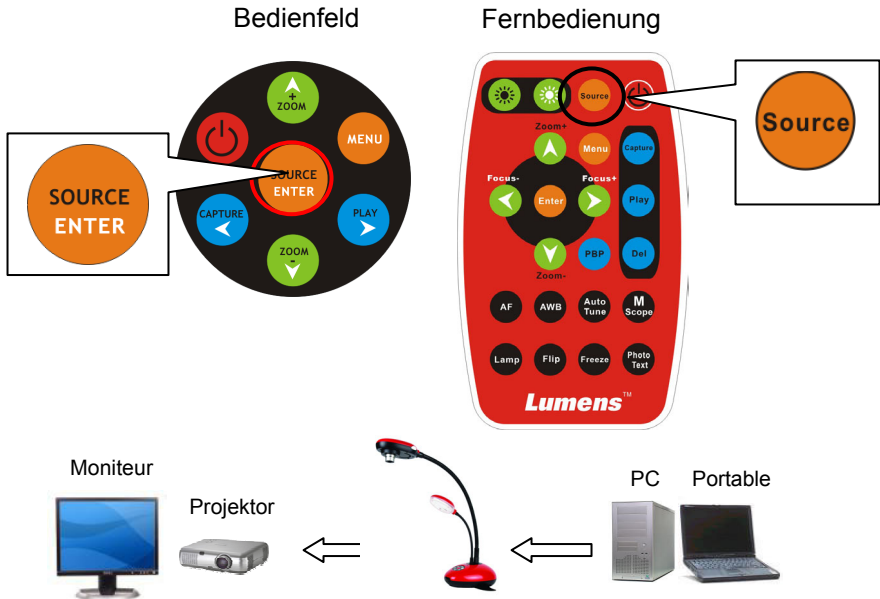 Bedienfeld
Fernbedienung
+
ZOOM
MENU
SOURCE
ENTER
SOURCE
ENTER
CAPTURE
PLAY
ZOOM
-
Source
Source
Zoom+
Menu
Capture
Focus-
Focus+
Enter
Play
Zoom-
PBP
Del
AF
AWB
Auto
Tune
M
Scope
Lamp
Flip
Freeze
Photo
Text
Lumens™
Moniteur
Projektor
PC
Portable